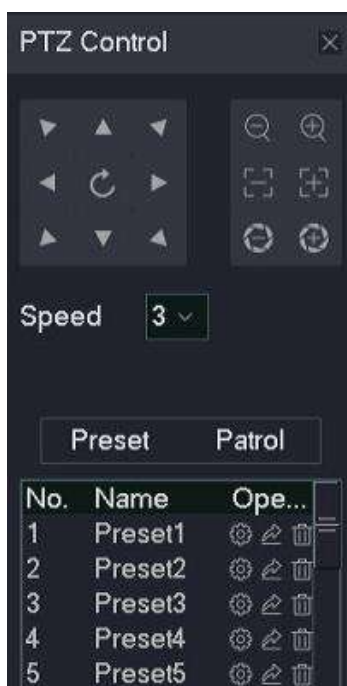 PTZ Control
Speed 3
Preset Patrol
No. Name Ope...
1 Preset1
2 Preset2
3 Preset3
4 Preset4
5 Preset5